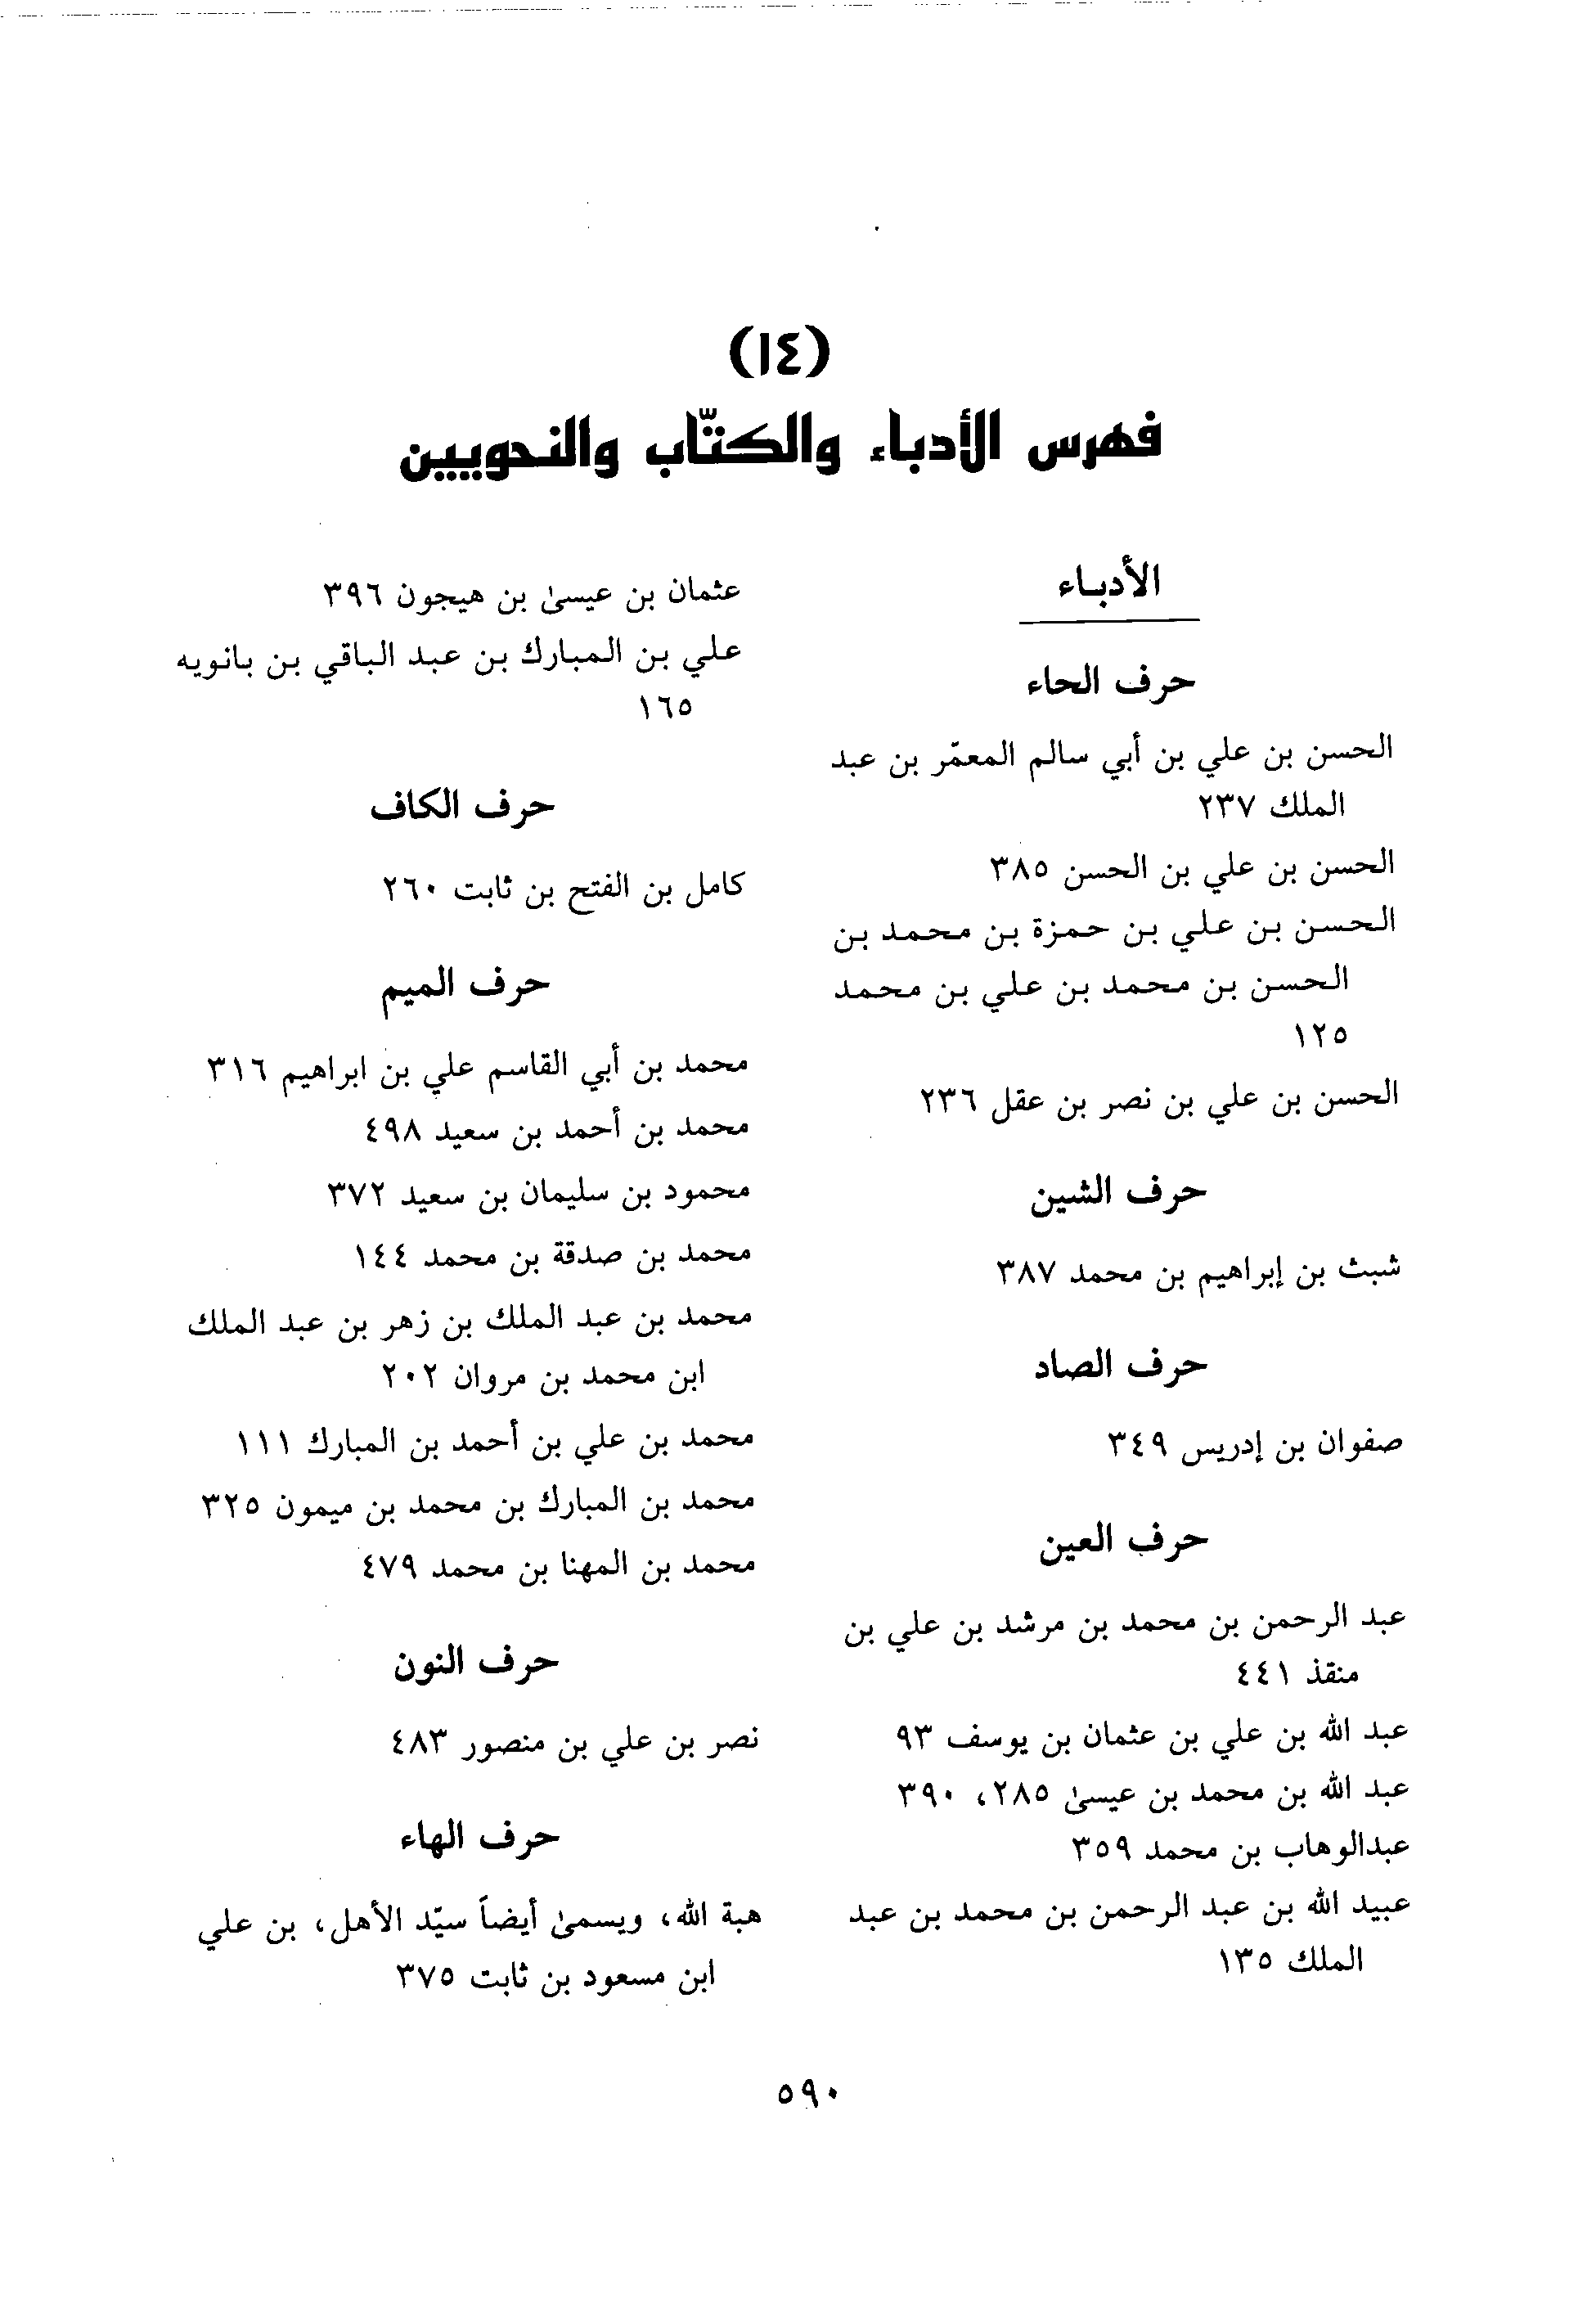 (١٤)
فهرس الأدباء والكتّاب والنحويين
الأدباء
حرف الحاء
الحسن بن علي بن أبي سالم المعمّر بن عبد
الملك ٢٣٧
الحسن بن علي بن الحسن ٣٨٥
الحسن بن علي بن حمزة بن محمد بن
الحسن بن محمد بن علي بن محمد
١٢٥
الحسن بن علي بن نصر بن عقل ٢٣٦
حرف الشين
شبث بن إبراهيم بن محمد ٣٨٧
حرف الصاد
صفوان بن إدريس ٣٤٩
حرف العين
عبد الرحمن بن محمد بن مرشد بن علي بن
منقذ ٤٤١
عبد الله بن علي بن عثمان بن يوسف ٩٣
عبد الله بن محمد بن عيسىٰ ٢٨٥، ٣٩٠
عبدالوهاب بن محمد ٣٥٩
عبيد الله بن عبد الرحمن بن محمد بن عبد
الملك ١٣٥
عثمان بن عيسىٰ بن هيجون ٣٩٦
علي بن المبارك بن عبد الباقي بن بانويه
١٦٥
حرف الكاف
كامل بن الفتح بن ثابت ٢٦٠
حرف الميم
محمد بن أبي القاسم علي بن ابراهيم ٣١٦
محمد بن أحمد بن سعيد ٤٩٨
محمود بن سليمان بن سعيد ٣٧٢
محمد بن صدقة بن محمد ١٤٤
محمد بن عبد الملك بن زهر بن عبد الملك
ابن محمد بن مروان ٢٠٢
محمد بن علي بن أحمد بن المبارك ١١١
محمد بن المبارك بن محمد بن ميمون ٣٢٥
محمد بن المهنا بن محمد ٤٧٩
حرف النون
نصر بن علي بن منصور ٤٨٣
حرف الهاء
هبة الله، ويسمىٰ أيضاً سيّد الأهل، بن علي
ابن مسعود بن ثابت ٣٧٥
٥٩٠